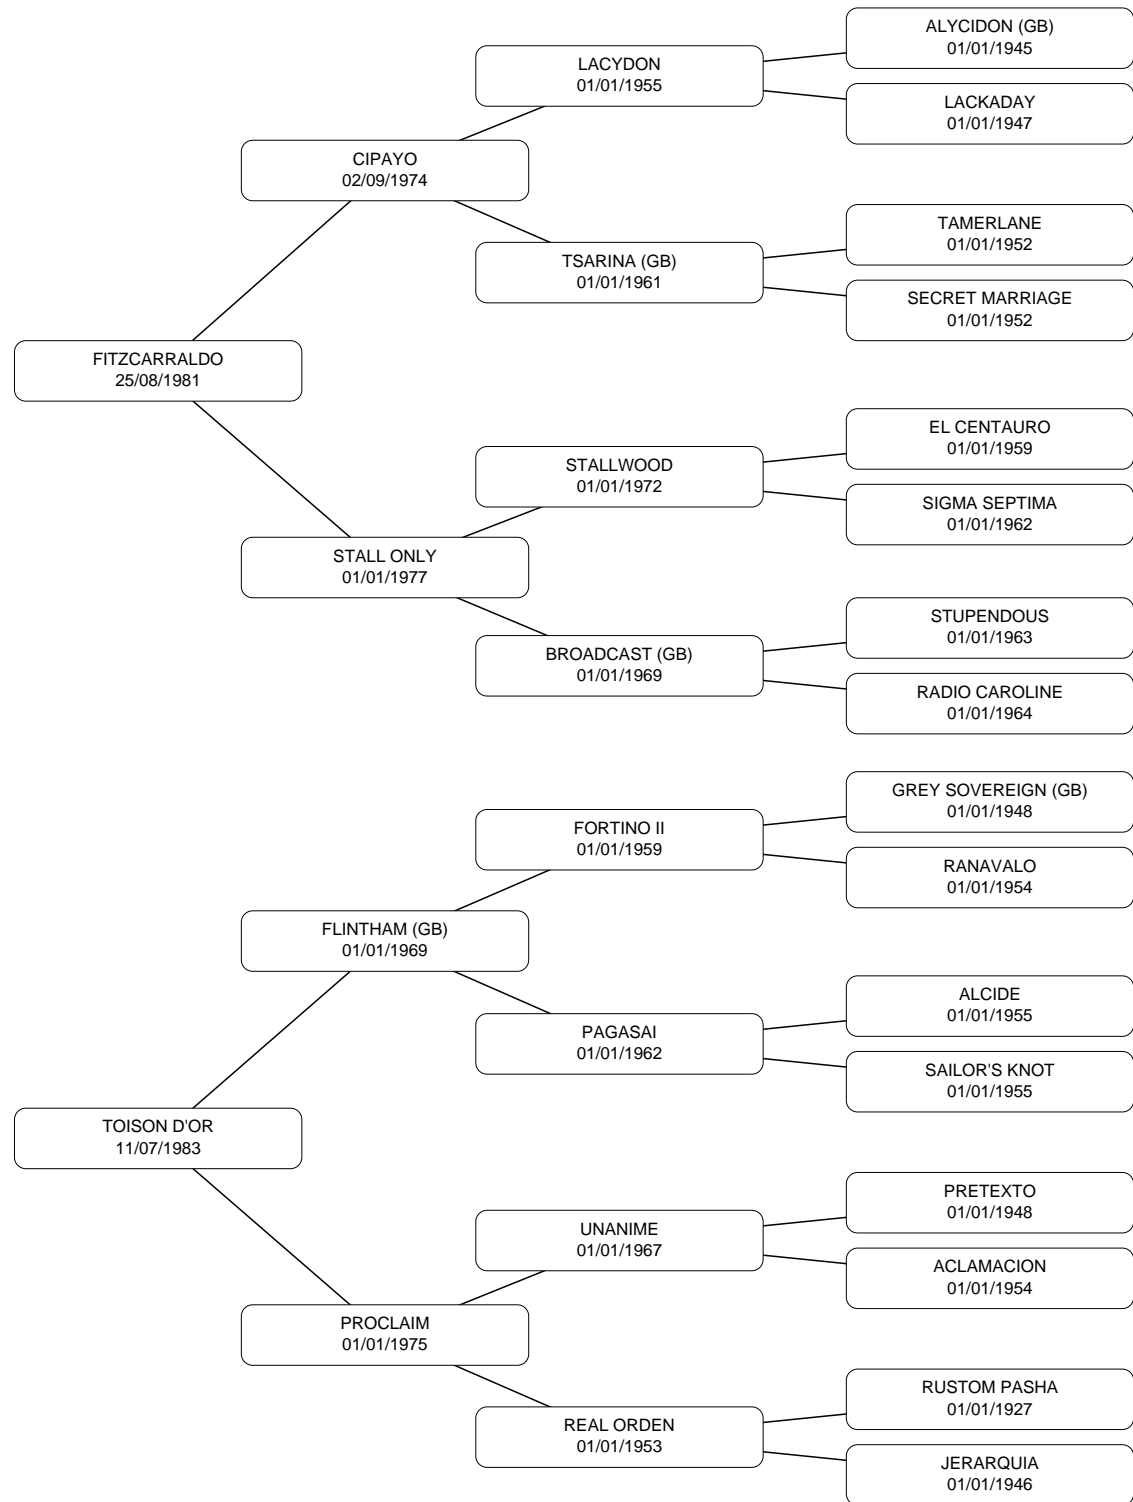 ALYCIDON (GB)
01/01/1945
LACYDON
01/01/1955
LACKADAY
01/01/1947
CIPAYO
02/09/1974
TAMERLANE
01/01/1952
TSARINA (GB)
01/01/1961
SECRET MARRIAGE
01/01/1952
FITZCARRALDO
25/08/1981
EL CENTAURO
01/01/1959
STALLWOOD
01/01/1972
SIGMA SEPTIMA
01/01/1962
STALL ONLY
01/01/1977
STUPENDOUS
01/01/1963
BROADCAST (GB)
01/01/1969
RADIO CAROLINE
01/01/1964
GREY SOVEREIGN (GB)
01/01/1948
FORTINO II
01/01/1959
RANAVALO
01/01/1954
FLINTHAM (GB)
01/01/1969
ALCIDE
01/01/1955
PAGASAI
01/01/1962
SAILOR'S KNOT
01/01/1955
TOISON D'OR
11/07/1983
PRETEXTO
01/01/1948
UNANIME
01/01/1967
ACLAMACION
01/01/1954
PROCLAIM
01/01/1975
RUSTOM PASHA
01/01/1927
REAL ORDEN
01/01/1953
JERARQUIA
01/01/1946